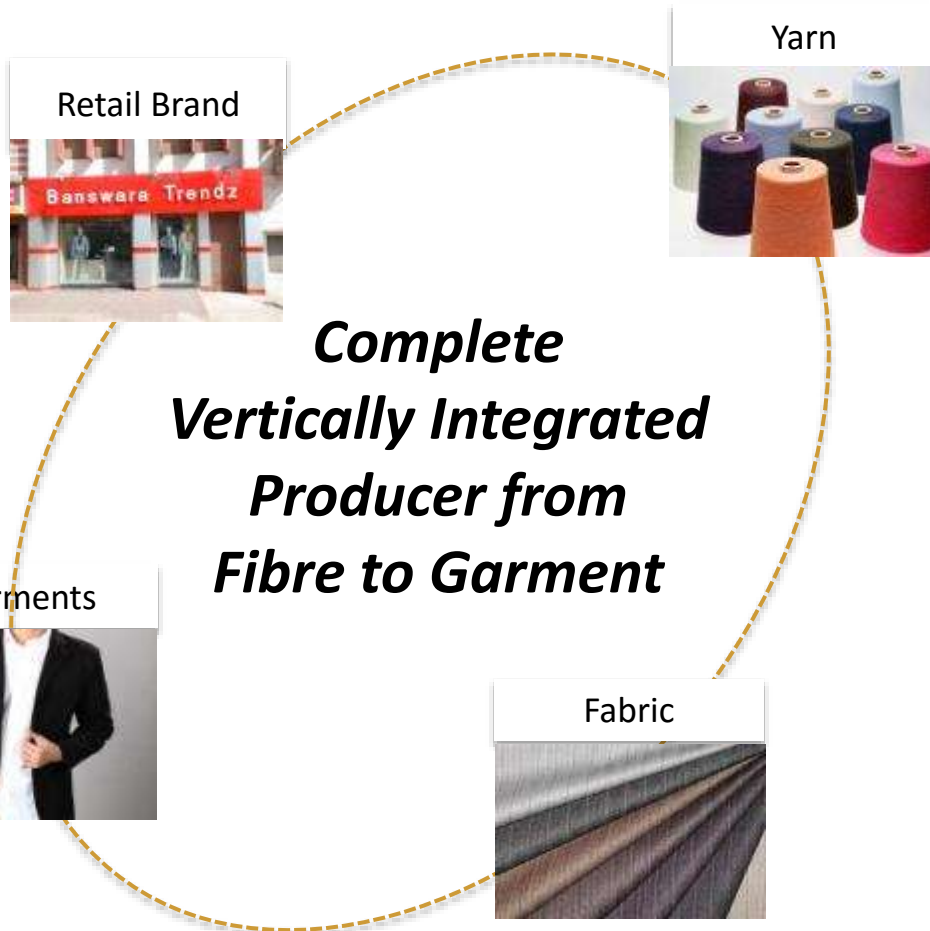 Yarn
Retail Brand
Banswara Trendz
Complete
Vertically Integrated
Producer from
Fibre to Garment
rments
Fabric